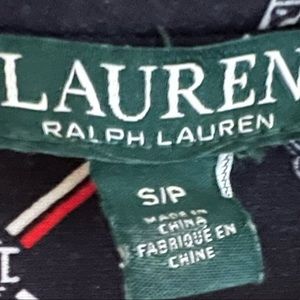 LAUREN
RALPH LAUREN
S/P
MADE IN
CHINA
FABRIQUÉ EN
CHINE